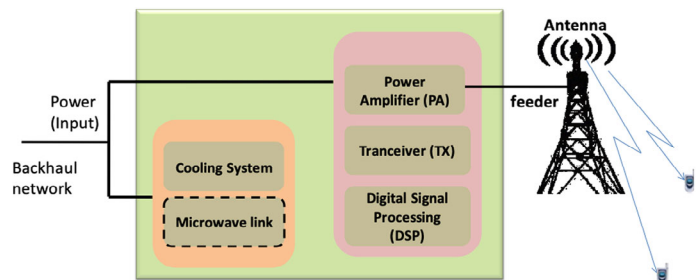 Antenna
Power
Amplifier (PA)
feeder
Power
(Input)
Tranceiver (TX)
Backhaul
network
Cooling System
Microwave link
Digital Signal
Processing
(DSP)